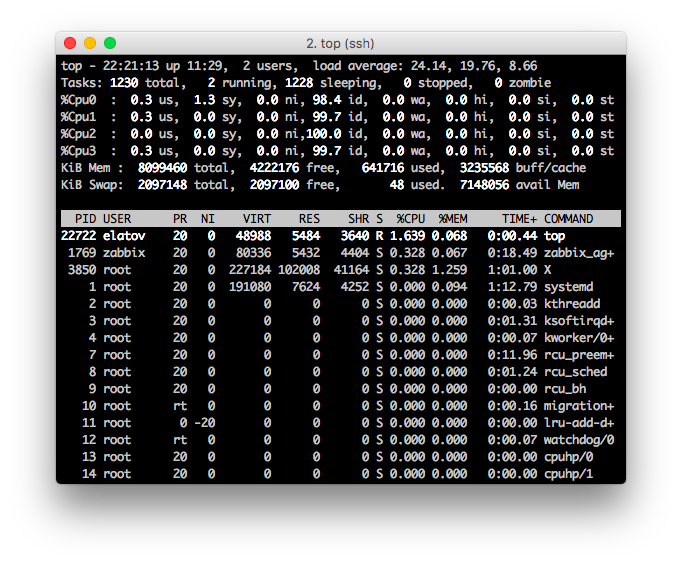 2. top (ssh)
top - 22:21:13 up 11:29,  2 users,  load average: 24.14, 19.76, 8.66
Tasks: 1230 total,   2 running, 1228 sleeping,   0 stopped,   0 zombie
%Cpu0  :  0.3 us,  1.3 sy,  0.0 ni, 98.4 id,  0.0 wa,  0.0 hi,  0.0 si,  0.0 st
%Cpu1  :  0.3 us,  0.0 sy,  0.0 ni, 99.7 id,  0.0 wa,  0.0 hi,  0.0 si,  0.0 st
%Cpu2  :  0.0 us,  0.0 sy,  0.0 ni,100.0 id,  0.0 wa,  0.0 hi,  0.0 si,  0.0 st
%Cpu3  :  0.3 us,  0.0 sy,  0.0 ni, 99.7 id,  0.0 wa,  0.0 hi,  0.0 si,  0.0 st
KiB Mem :  8099460 total,  4222176 free,   641716 used,  3235568 buff/cache
KiB Swap:  2097148 total,  2097100 free,       48 used.  7148056 avail Mem
  PID USER      PR  NI    VIRT    RES    SHR S  %CPU  %MEM     TIME+ COMMAND
22722 elatov    20   0   48988   5484   3640 R 1.639 0.068   0:00.44 top
 1769 zabbix    20   0   80336   5432   4404 S 0.328 0.067   0:18.49 zabbix_ag+
 3850 root      20   0  227184 102008  41164 S 0.328 1.259   1:01.00 X
    1 root      20   0  191080   7624   4252 S 0.000 0.094   1:12.79 systemd
    2 root      20   0       0      0      0 S 0.000 0.000   0:00.03 kthreadd
    3 root      20   0       0      0      0 S 0.000 0.000   0:01.31 ksoftirqd+
    4 root      20   0       0      0      0 S 0.000 0.000   0:00.07 kworker/0+
    7 root      20   0       0      0      0 S 0.000 0.000   0:11.96 rcu_preem+
    8 root      20   0       0      0      0 S 0.000 0.000   0:01.24 rcu_sched
    9 root      20   0       0      0      0 S 0.000 0.000   0:00.00 rcu_bh
   10 root      rt   0       0      0      0 S 0.000 0.000   0:00.16 migration+
   11 root       0 -20       0      0      0 S 0.000 0.000   0:00.00 lru-add-d+
   12 root      rt   0       0      0      0 S 0.000 0.000   0:00.07 watchdog/0
   13 root      20   0       0      0      0 S 0.000 0.000   0:00.00 cpuhp/0
   14 root      20   0       0      0      0 S 0.000 0.000   0:00.00 cpuhp/1